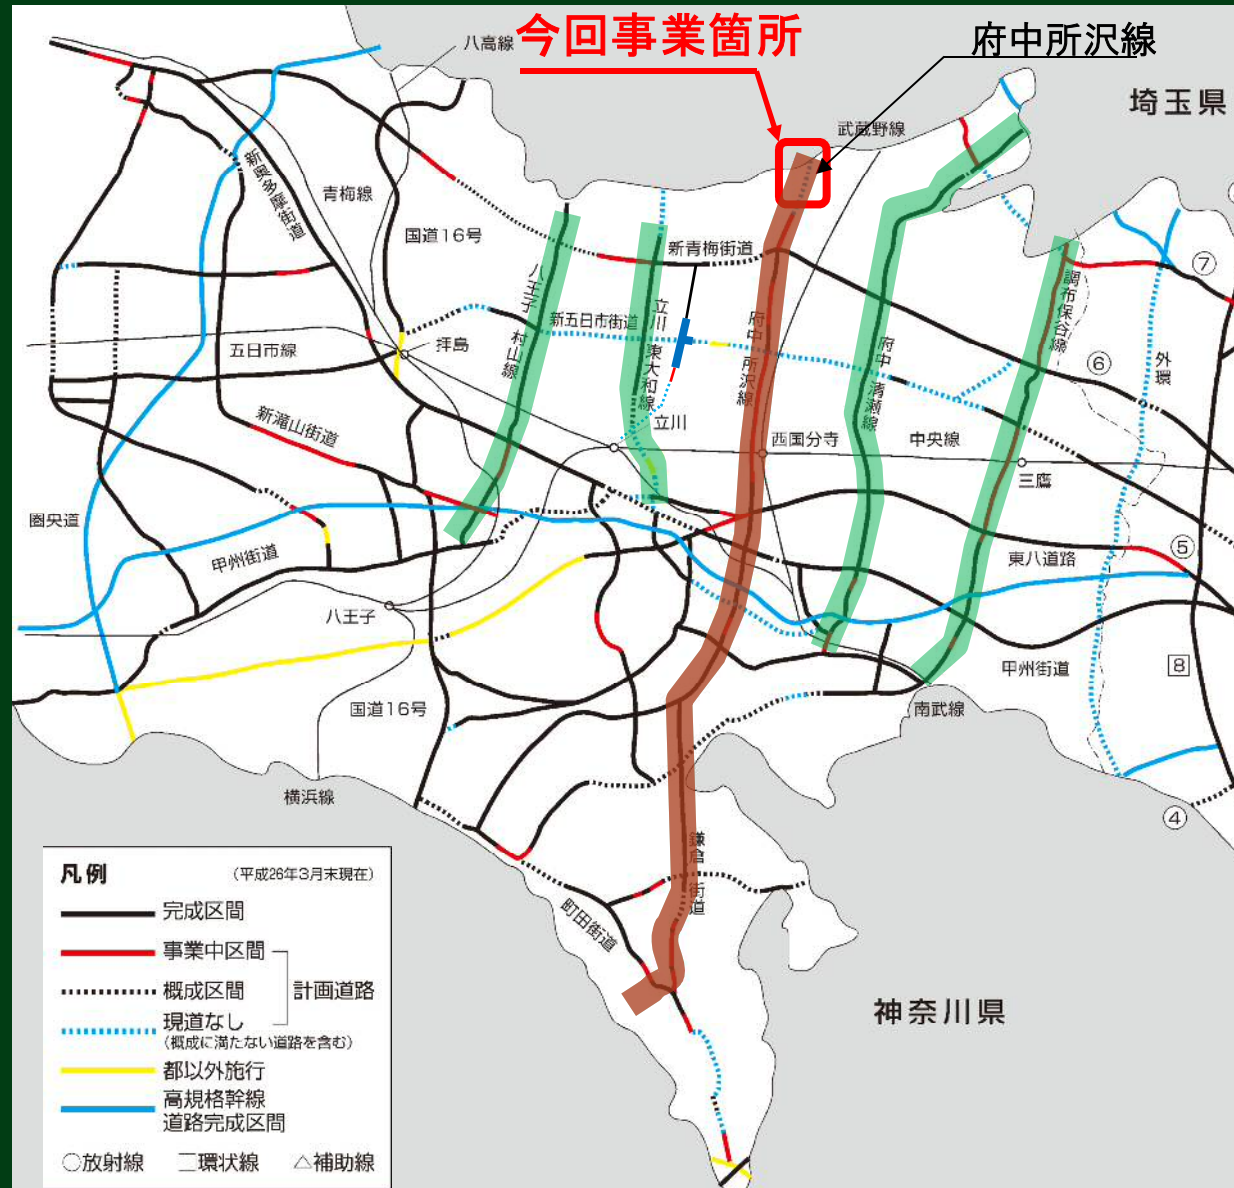 今回事業箇所
府中所沢線
八高線
埼玉県
武蔵野線
新奥多摩街道
青梅線
国道16号
新青梅街道
⑦
八王子村山線
立川東大和線
新五日市街道
府中所沢線
府中清瀬線
調布保谷線
外環
五日市線
拝島
⑥
新滝山街道
立川
西国分寺
中央線
三鷹
圏央道
甲州街道
東八道路
⑤
八王子
甲州街道
8
国道16号
南武線
横浜線
④
鎌倉街道
町田街道
神奈川県
凡例
(平成26年3月末現在)
完成区間
事業中区間
概成区間
計画道路
現道なし
(概成に満たない道路を含む)
都以外施行
高規格幹線
道路完成区間
○放射線 □環状線 △補助線